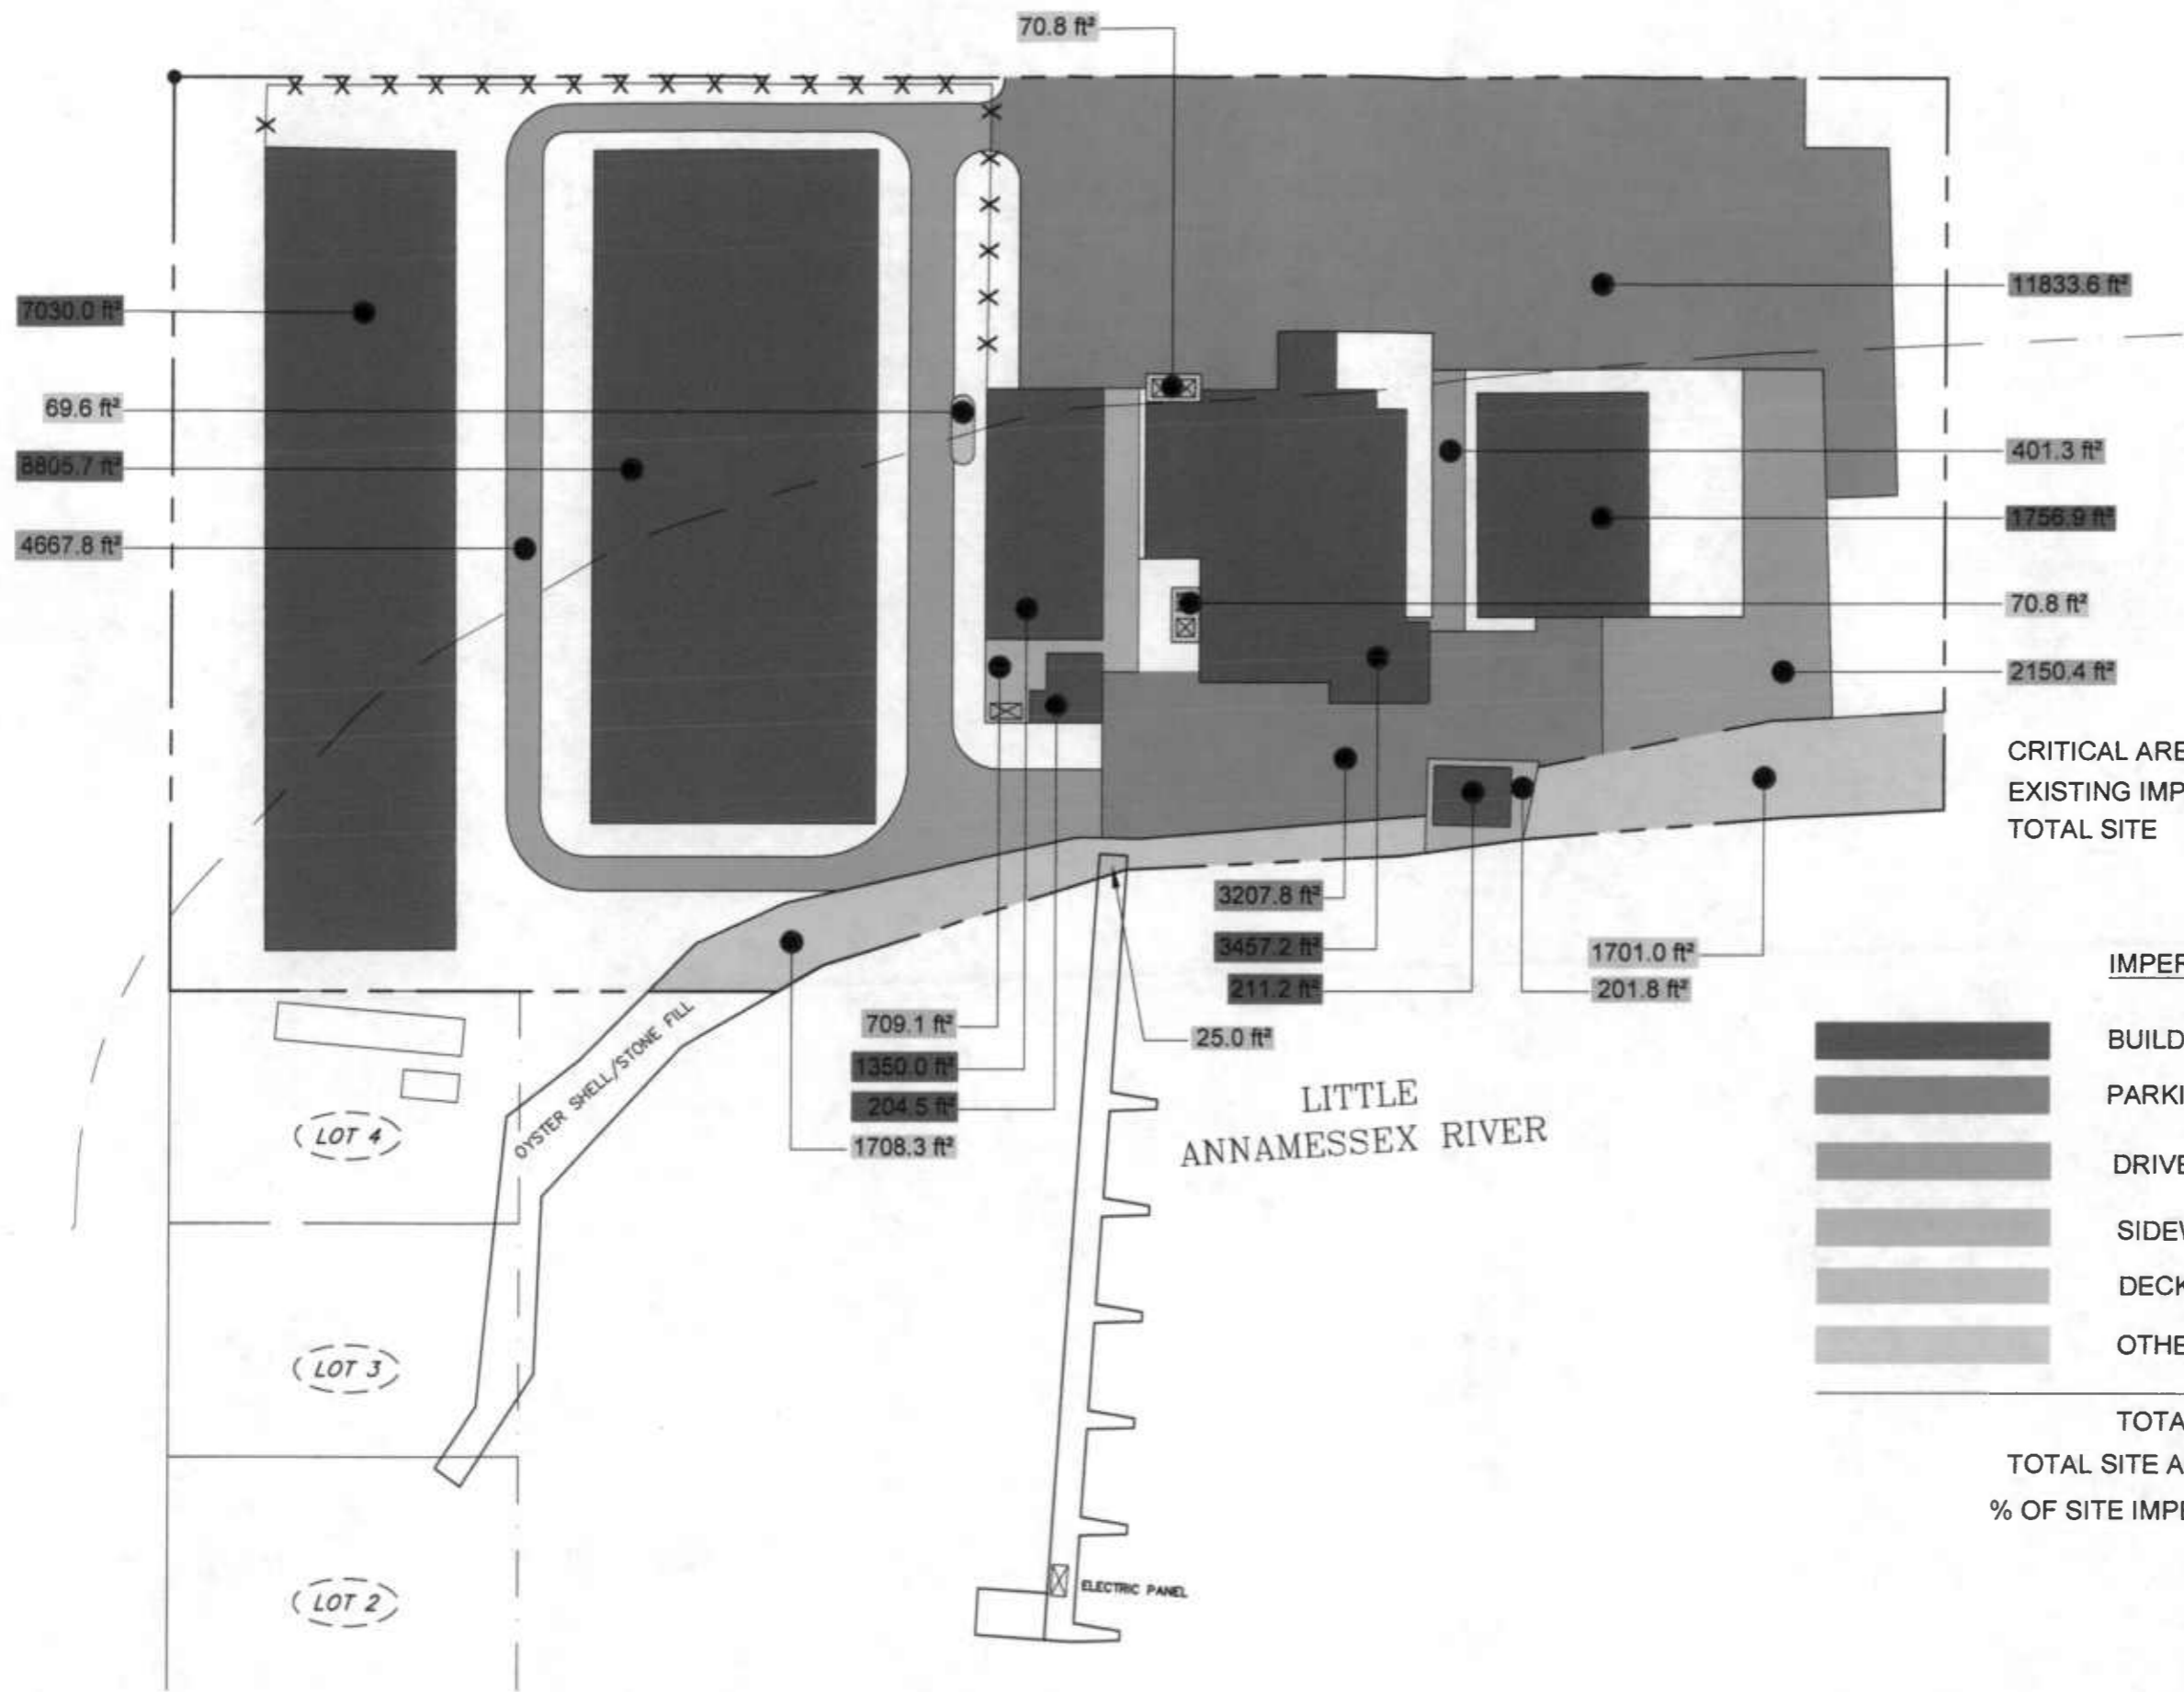 70.8 ft²
7030.0 ft²
11833.6 ft²
69.6 ft²
8805.7 ft²
401.3 ft²
1756.9 ft²
4667.8 ft²
70.8 ft²
2150.4 ft²
CRITICAL ARE
EXISTING IMP
TOTAL SITE
3207.8 ft²
3457.2 ft²
211.2 ft²
1701.0 ft²
201.8 ft²
709.1 ft²
1350.0 ft²
204.5 ft²
1708.3 ft²
25.0 ft²
OYSTER SHELL/STONE FILL
LITTLE
ANNAMESSEX RIVER
LOT 4
LOT 3
LOT 2
ELECTRIC PANEL
IMPER
BUILD
PARKI
DRIVE
SIDEW
DECK
OTHE
TOTA
TOTAL SITE A
% OF SITE IMPE